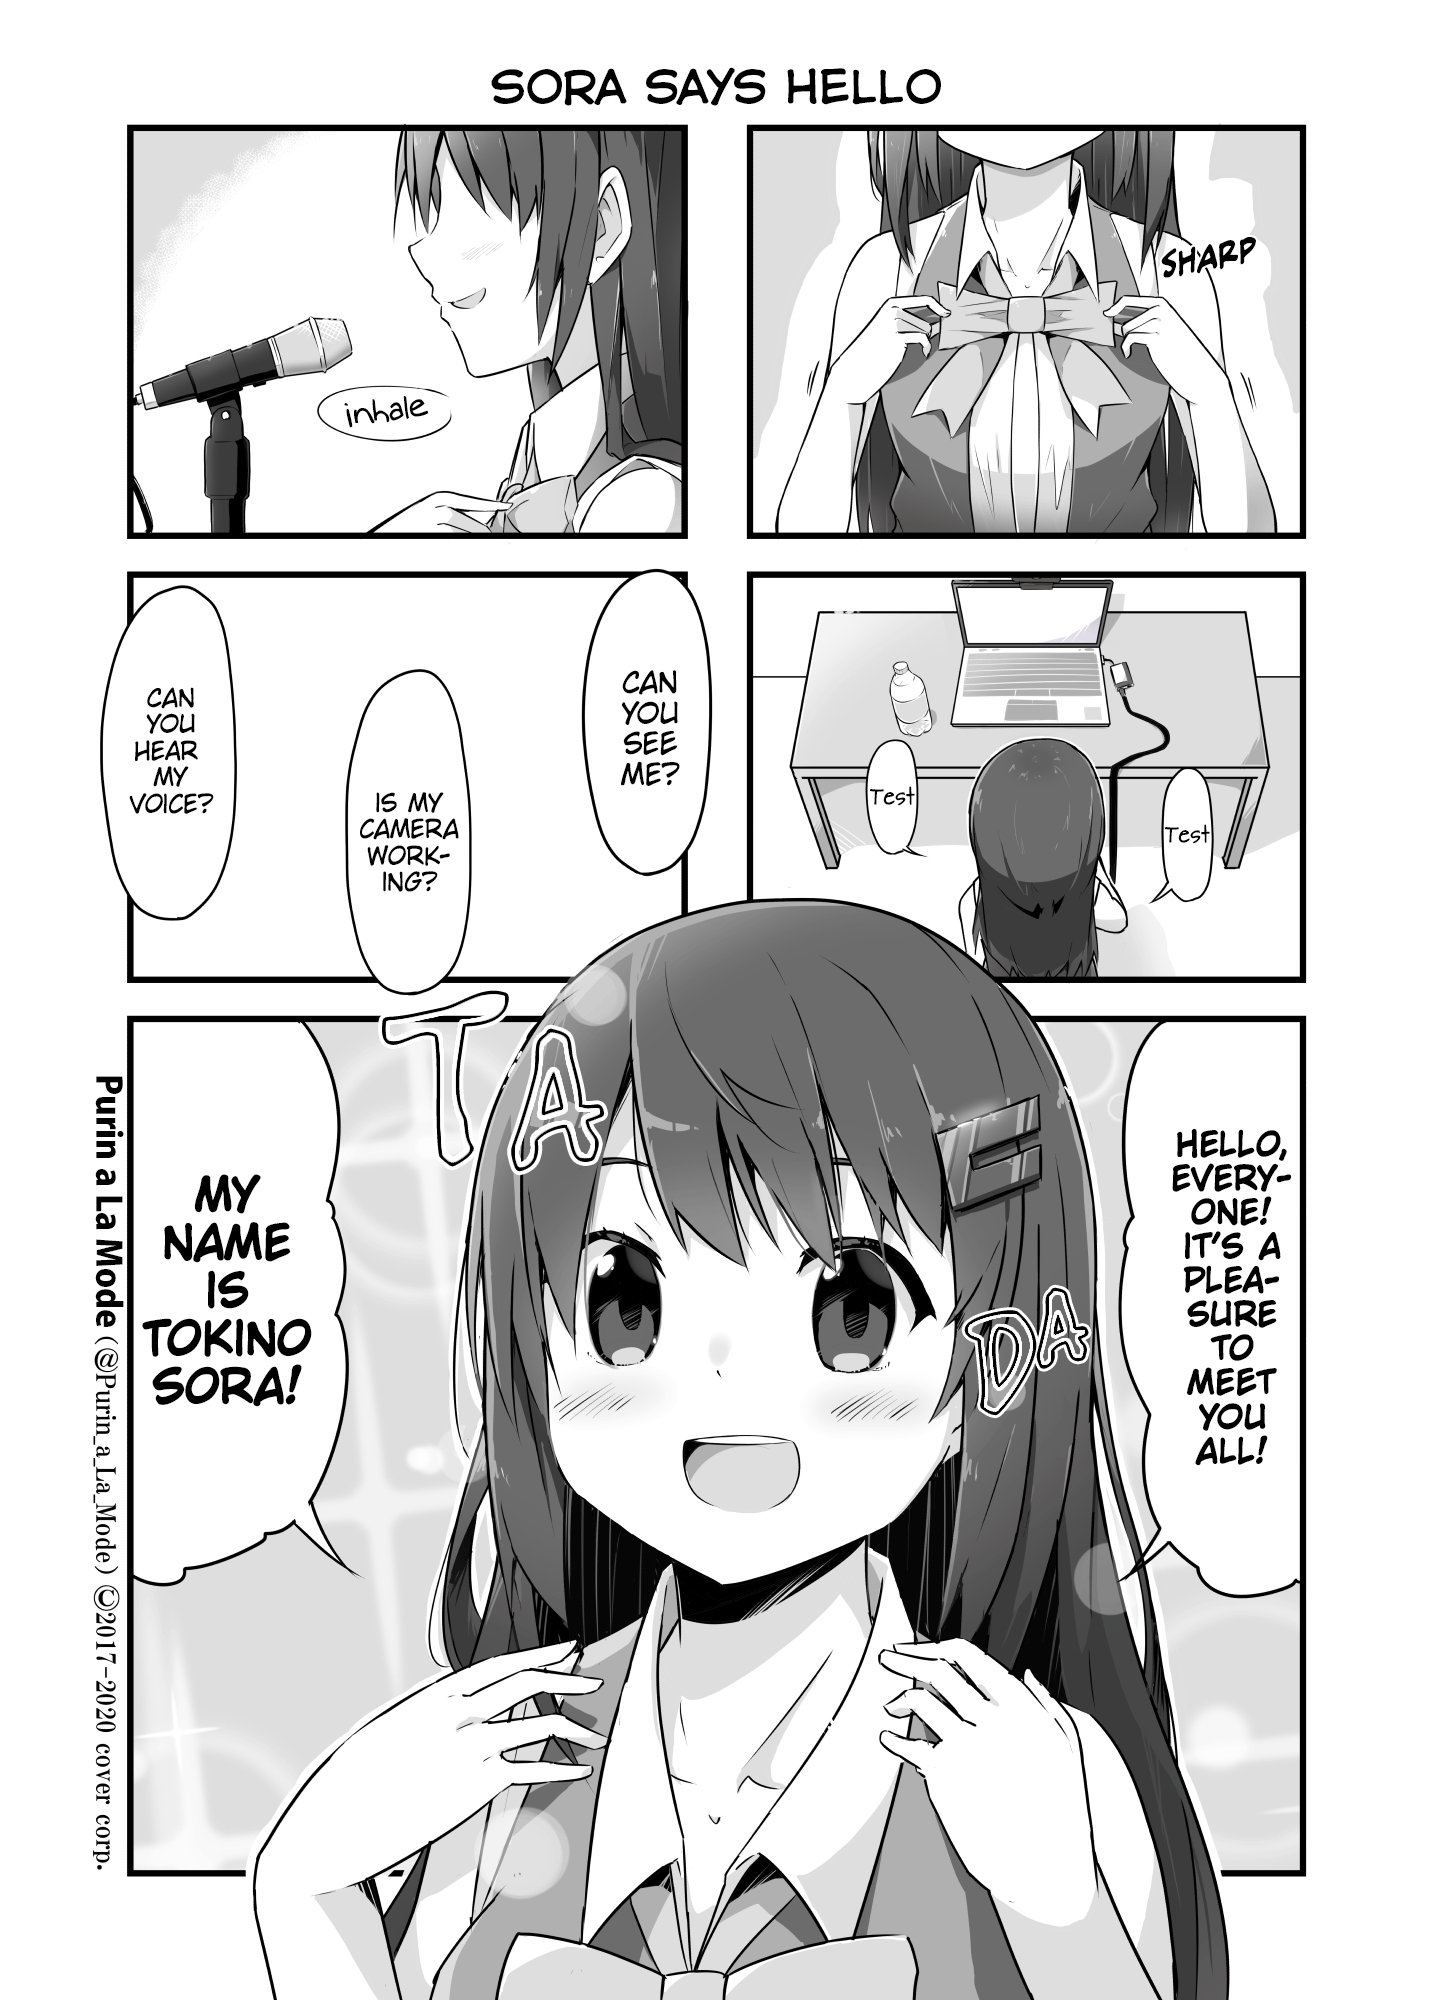 SORA SAYS HELLO
SHARP
inhale
Test
Test
CAN
YOU
SEE
ME?
IS MY
CAMERA
WORK-
ING?
CAN
YOU
HEAR
MY
VOICE?
HELLO,
EVERY-
ONE!
IT'S A
PLEA-
SURE
TO
MEET
YOU
ALL!
TA
DA
MY
NAME
IS
TOKINO
SORA!
Purin a La Mode (@Purin_a_La_Mode) ©2017-2020 cover corp.